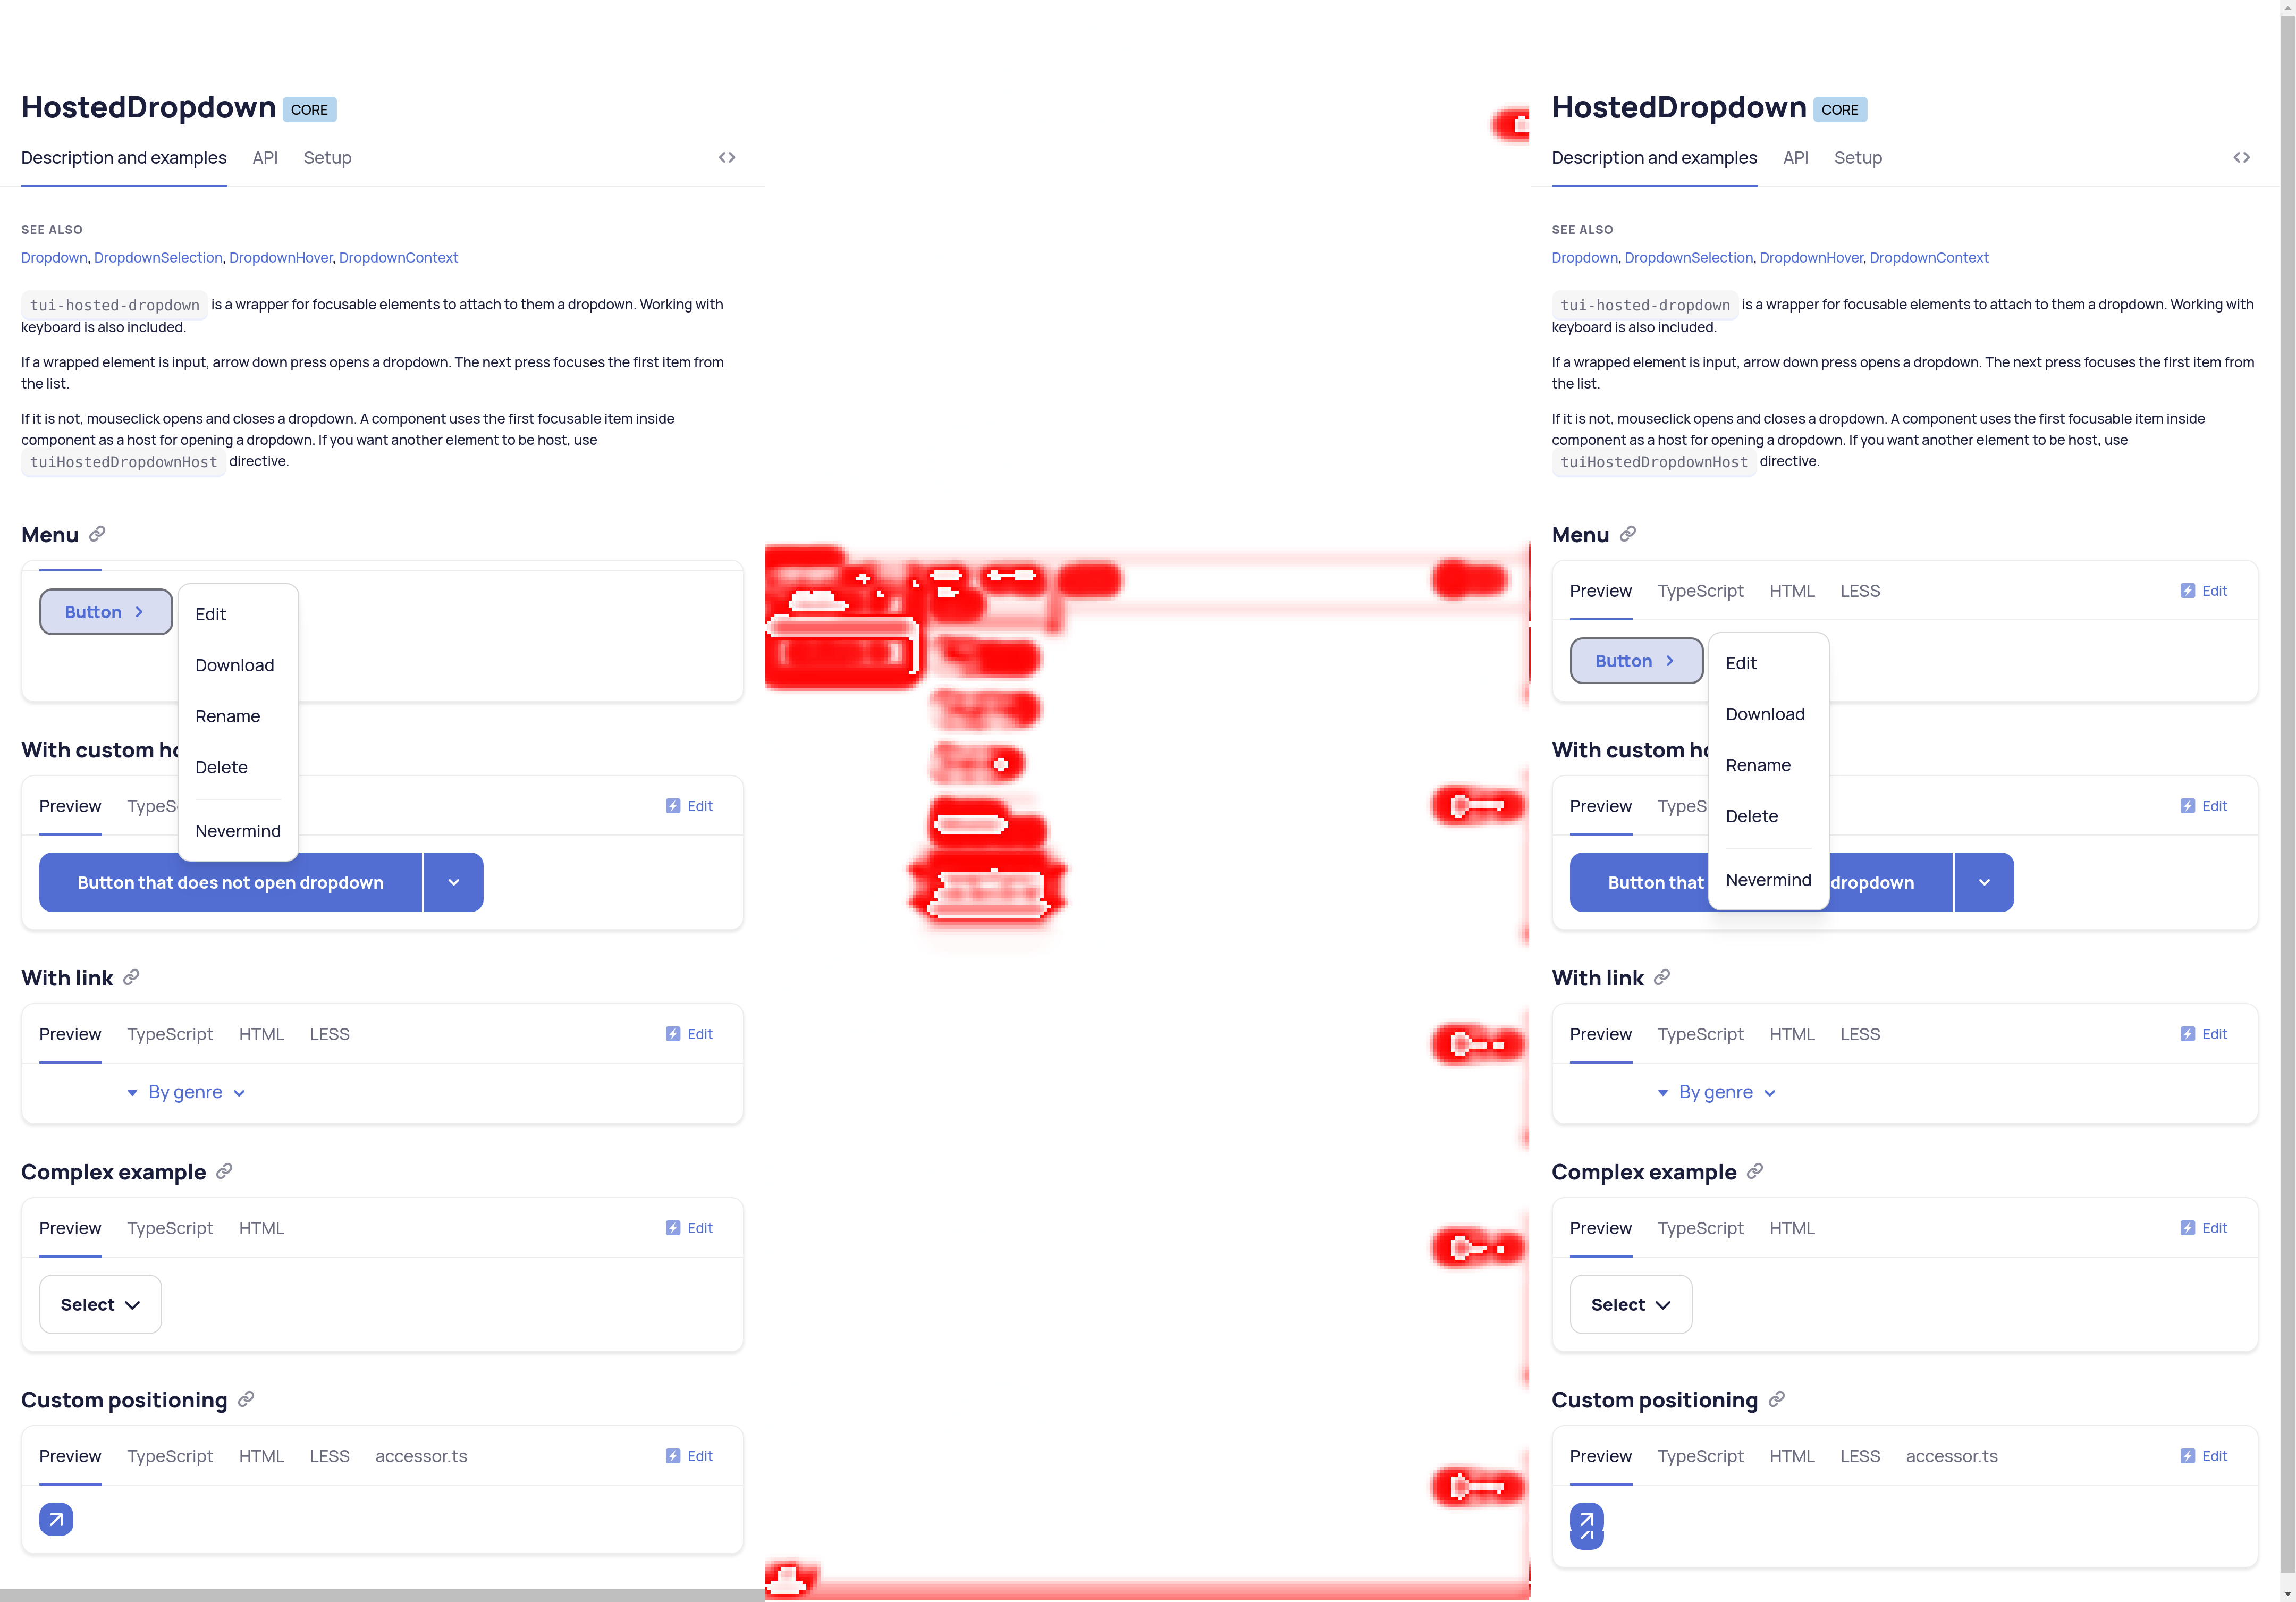 HostedDropdown CORE
Description and examples API Setup
SEE ALSO
Dropdown, DropdownSelection, DropdownHover, DropdownContext
tui-hosted-dropdown is a wrapper for focusable elements to attach to them a dropdown. Working with
keyboard is also included.
If a wrapped element is input, arrow down press opens a dropdown. The next press focuses the first item from
the list.
If it is not, mouseclick opens and closes a dropdown. A component uses the first focusable item inside
component as a host for opening a dropdown. If you want another element to be host, use
tuiHostedDropdownHost directive.
Menu
Button
Edit
Download
Rename
Delete
Nevermind
With custom ho
Preview TypeS Edit
Button that does not open dropdown
With link
Preview TypeScript HTML LESS Edit
By genre
Complex example
Preview TypeScript HTML Edit
Select
Custom positioning
Preview TypeScript HTML LESS accessor.ts Edit
HostedDropdown CORE
Description and examples API Setup
SEE ALSO
Dropdown, DropdownSelection, DropdownHover, DropdownContext
tui-hosted-dropdown is a wrapper for focusable elements to attach to them a dropdown. Working with
keyboard is also included.
If a wrapped element is input, arrow down press opens a dropdown. The next press focuses the first item from
the list.
If it is not, mouseclick opens and closes a dropdown. A component uses the first focusable item inside
component as a host for opening a dropdown. If you want another element to be host, use
tuiHostedDropdownHost directive.
Menu
Preview TypeScript HTML LESS Edit
Button
Edit
Download
Rename
Delete
Nevermind
With custom ho
Preview TypeS Edit
Button that dropdown
With link
Preview TypeScript HTML LESS Edit
By genre
Complex example
Preview TypeScript HTML Edit
Select
Custom positioning
Preview TypeScript HTML LESS accessor.ts Edit